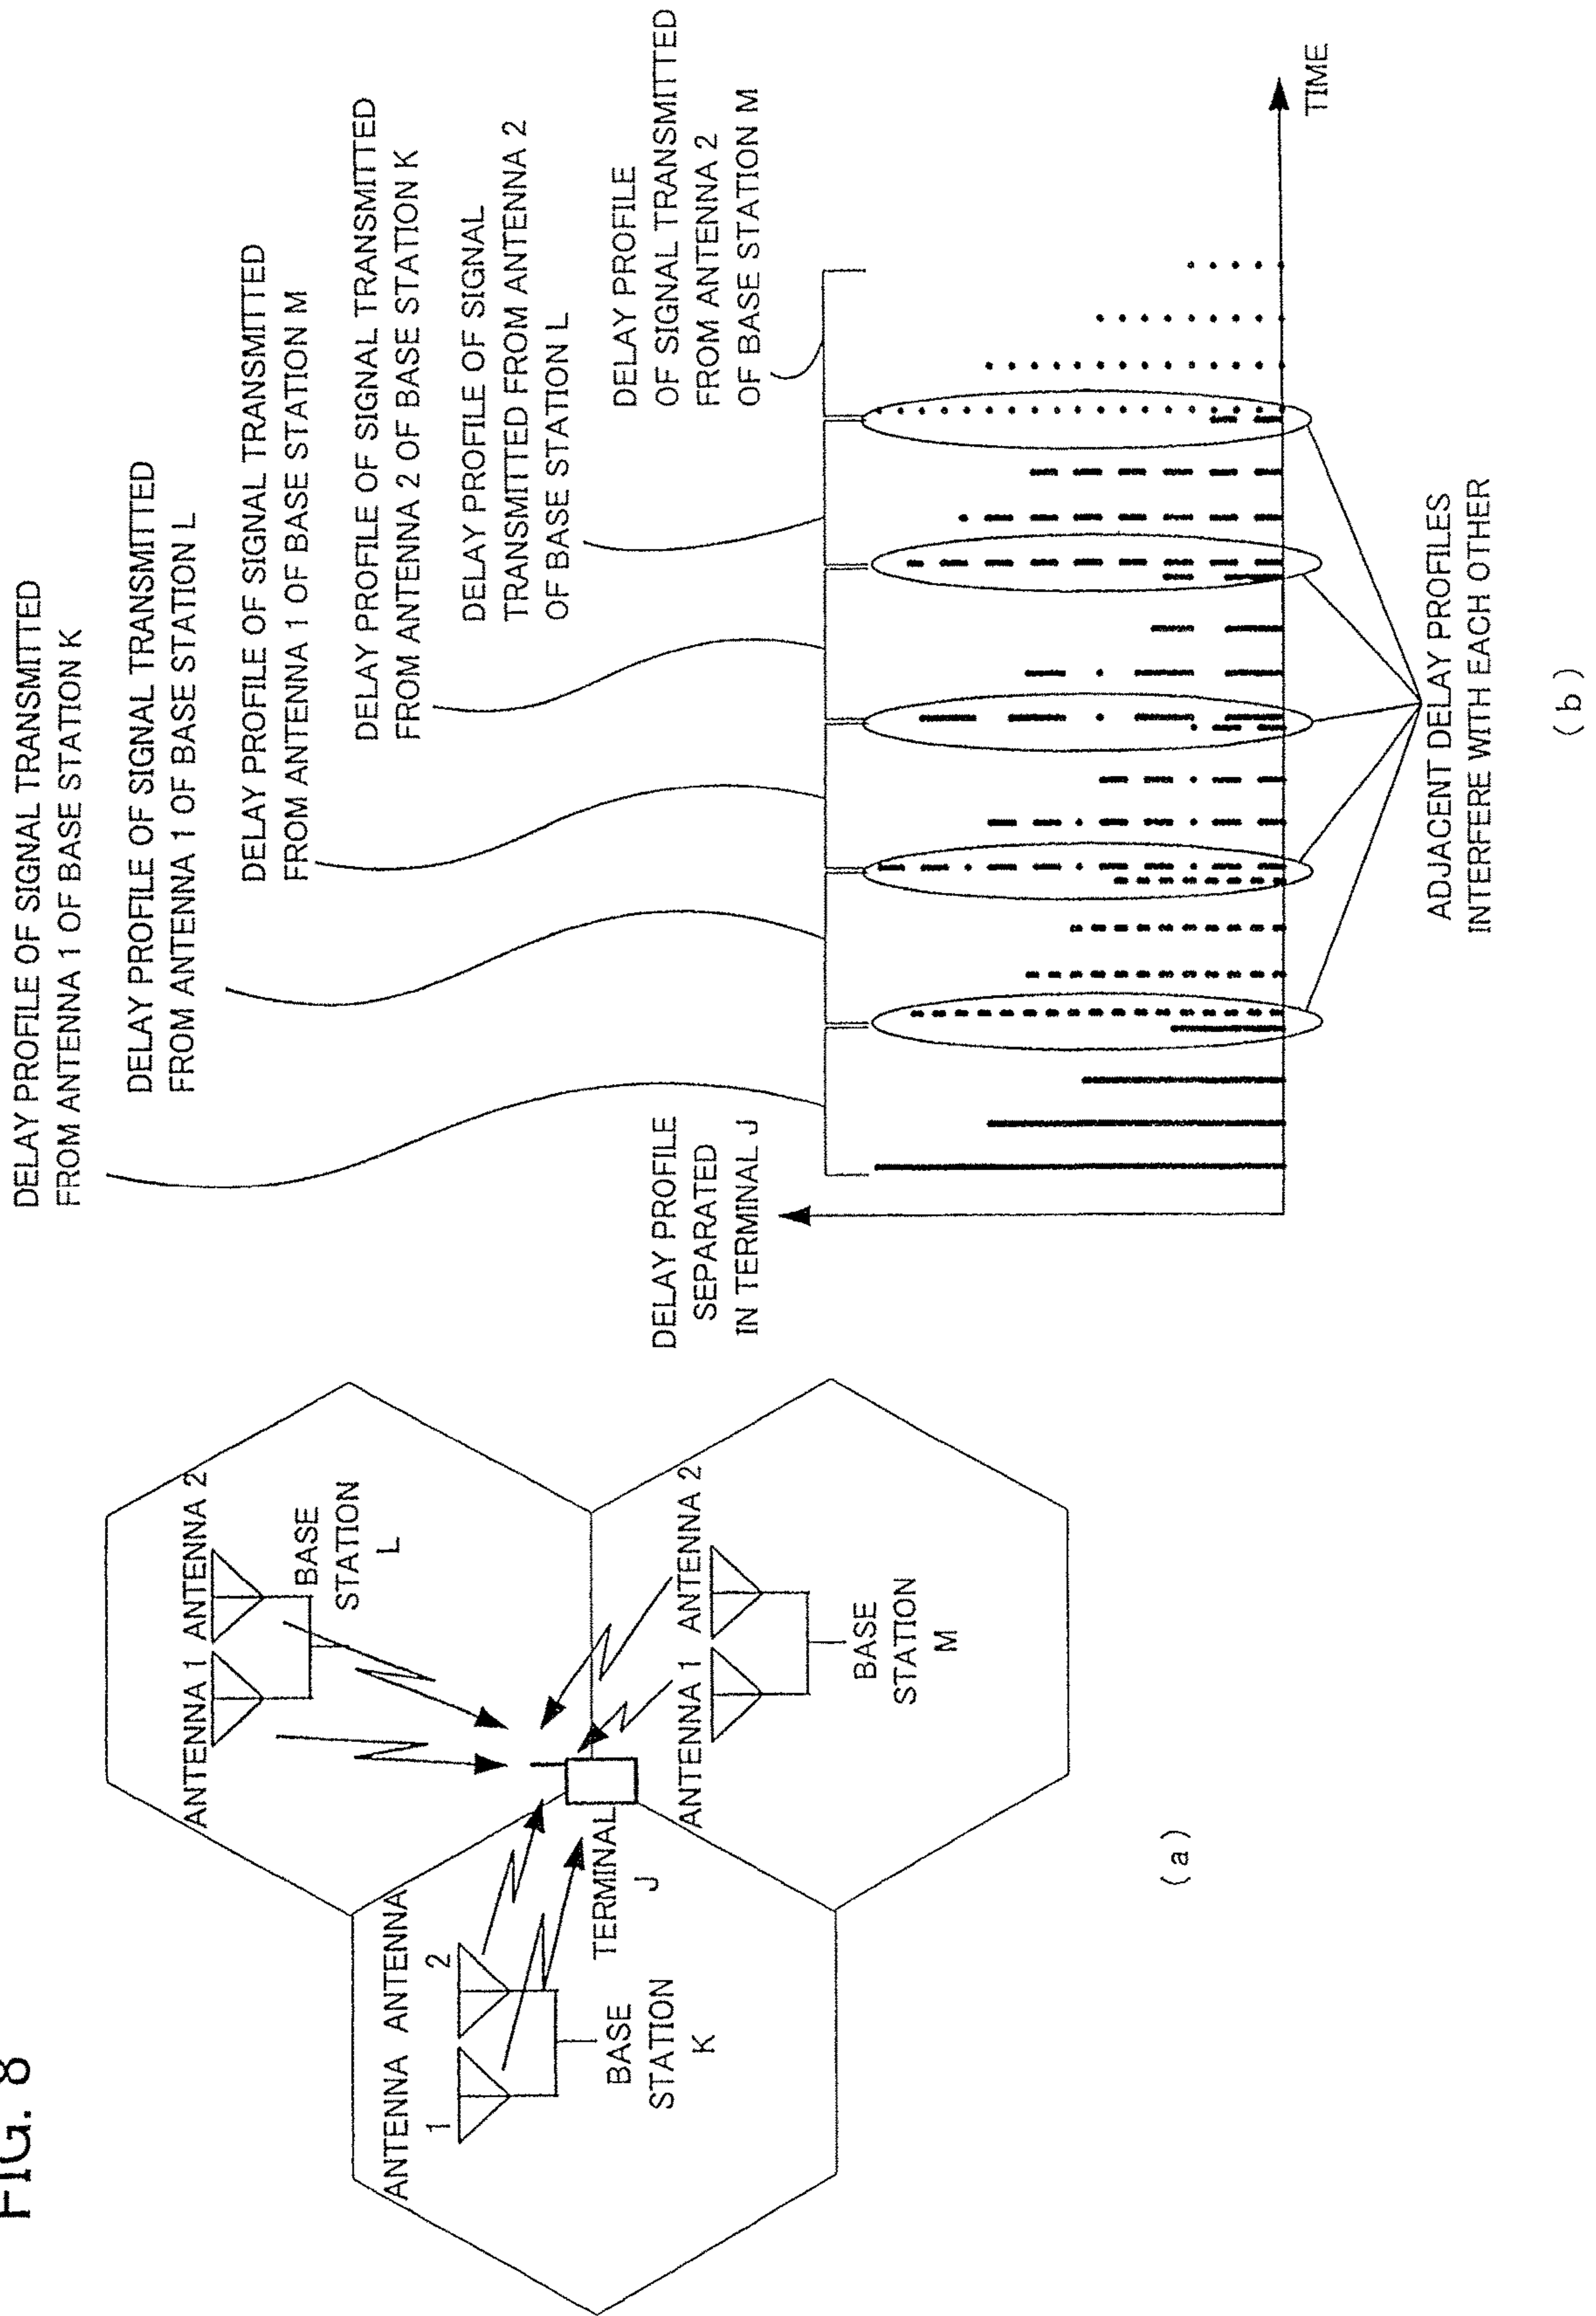 FIG. 8
ANTENNA ANTENNA
1 2
BASE
STATION
K
TERMINAL
J
ANTENNA 1 ANTENNA 2
BASE
STATION
L
ANTENNA 1 ANTENNA 2
BASE
STATION
M
(a)
DELAY PROFILE OF SIGNAL TRANSMITTED
FROM ANTENNA 1 OF BASE STATION K
DELAY PROFILE OF SIGNAL TRANSMITTED
FROM ANTENNA 1 OF BASE STATION L
DELAY PROFILE OF SIGNAL TRANSMITTED
FROM ANTENNA 1 OF BASE STATION M
DELAY PROFILE OF SIGNAL TRANSMITTED
FROM ANTENNA 2 OF BASE STATION K
DELAY PROFILE OF SIGNAL
TRANSMITTED FROM ANTENNA 2
OF BASE STATION L
DELAY PROFILE
OF SIGNAL TRANSMITTED
FROM ANTENNA 2
OF BASE STATION M
DELAY PROFILE
SEPARATED
IN TERMINAL J
TIME
ADJACENT DELAY PROFILES
INTERFERE WITH EACH OTHER
(b)